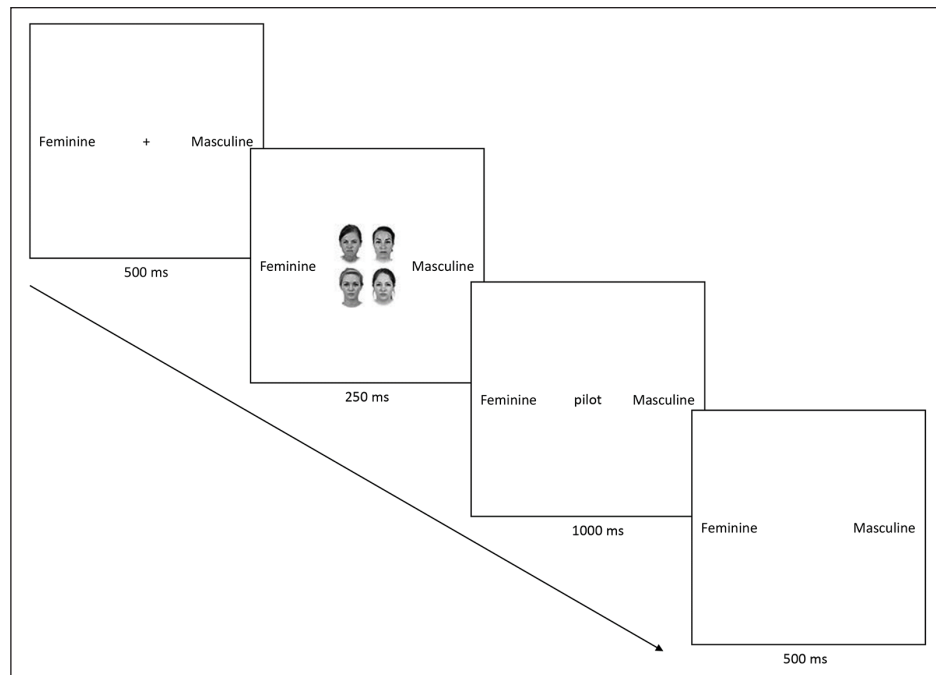 Feminine + Masculine
500 ms
Feminine Masculine
250 ms
Feminine pilot Masculine
1000 ms
Feminine Masculine
500 ms